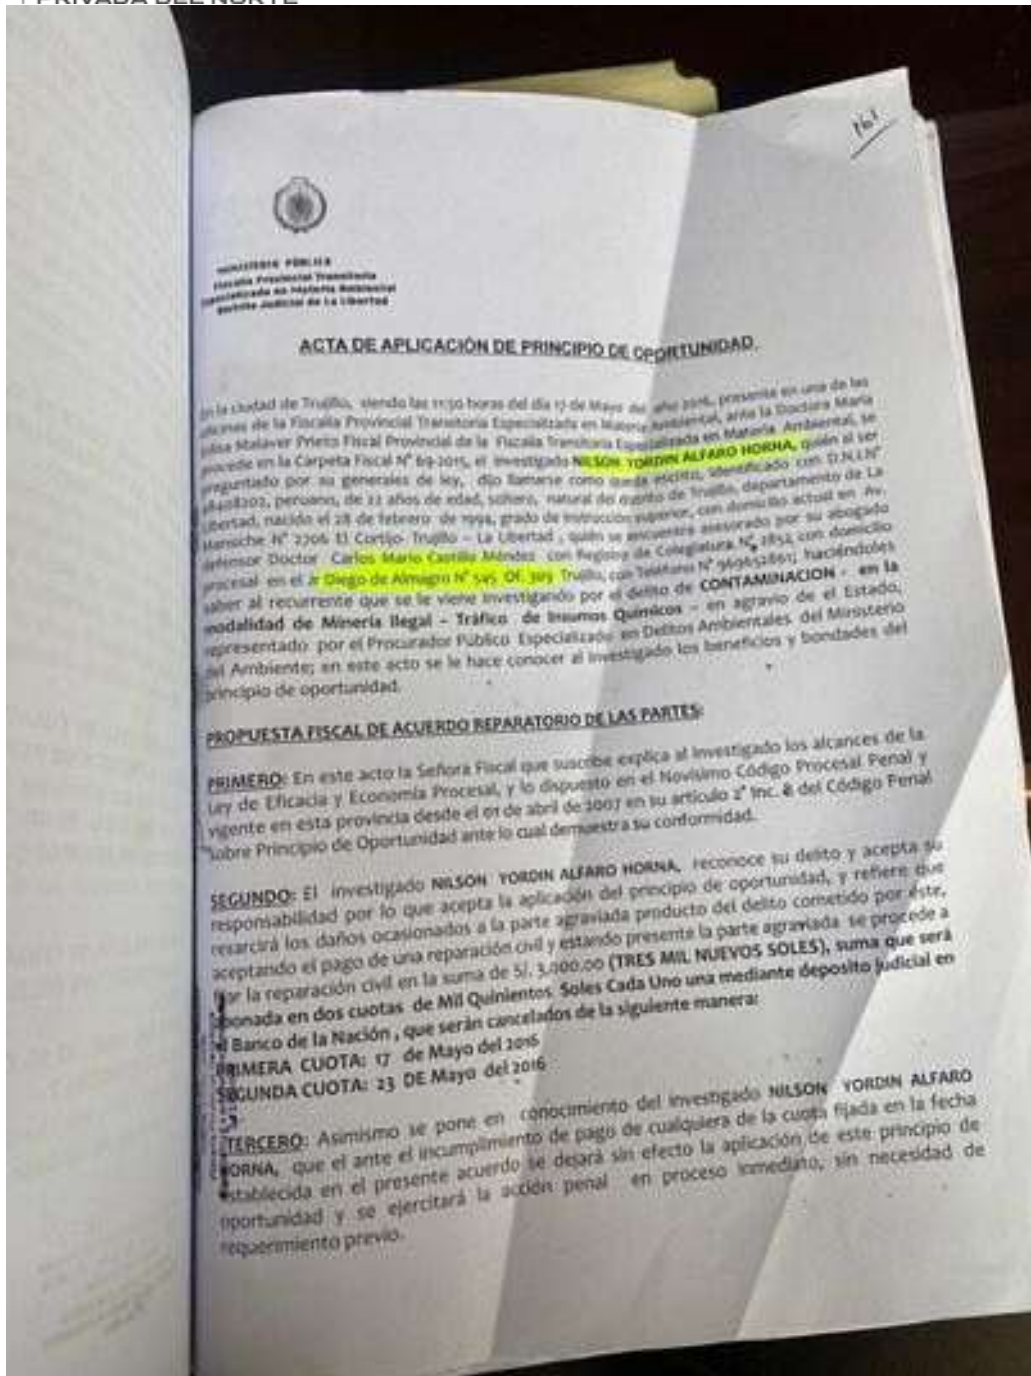 PRIVADA DEL NORTE
161
MINISTERIO PÚBLICO
Fiscalía Provincial Transitoria
Especializada en Materia Ambiental
Distrito Judicial de La Libertad
ACTA DE APLICACIÓN DE PRINCIPIO DE OPORTUNIDAD.
En la ciudad de Trujillo, siendo las 11:50 horas del día 17 de Mayo del año 2016, presente en una de las
oficinas de la Fiscalía Provincial Transitoria Especializada en Materia Ambiental, ante la Doctora María
Malaver Prieto Fiscal Provincial de la Fiscalía Transitoria Especializada en Materia Ambiental, se
procede en la Carpeta Fiscal N° 69-2015, el investigado NILSON YORDIN ALFARO HORNA, quién al ser
preguntado por su generales de ley, dijo llamarse como queda escrito, identificado con D.N.I.N°
peruano, de 22 años de edad, soltero, natural del distrito de Trujillo, departamento de La
Libertad, nacido el 28 de febrero de 1994, grado de instrucción superior, con domicilio actual en Av.
Mansiche N° 2706 El Cortijo Trujillo – La Libertad, quién se encuentra asesorado por su abogado
defensor Doctor Carlos Mario Castillo Méndez con Registro de Colegiatura N° 2852 con domicilio
procesal en el Jr Diego de Almagro N° 545 Of. 309 Trujillo, con Teléfono N° 969652861; haciéndoles
saber al recurrente que se le viene investigando por el delito de CONTAMINACION - en la
modalidad de Minería Ilegal – Tráfico de Insumos Químicos – en agravio de el Estado,
representado por el Procurador Público Especializado en Delitos Ambientales del Ministerio
del Ambiente; en este acto se le hace conocer al investigado los beneficios y bondades del
principio de oportunidad.
PROPUESTA FISCAL DE ACUERDO REPARATORIO DE LAS PARTES:
PRIMERO: En este acto la Señora Fiscal que suscribe explica al investigado los alcances de la
Ley de Eficacia y Economía Procesal, y lo dispuesto en el Novísimo Código Procesal Penal y
vigente en esta provincia desde el 01 de abril de 2007 en su artículo 2° Inc. 8 del Código Penal
sobre Principio de Oportunidad ante lo cual demuestra su conformidad.
SEGUNDO: El investigado NILSON YORDIN ALFARO HORNA, reconoce su delito y acepta su
responsabilidad por lo que acepta la aplicación del principio de oportunidad, y refiere que
resarcirá los daños ocasionados a la parte agraviada producto del delito cometido por éste,
aceptando el pago de una reparación civil y estando presente la parte agraviada se procede a
la reparación civil en la suma de S/. 3,000.00 (TRES MIL NUEVOS SOLES), suma que será
abonada en dos cuotas de Mil Quinientos Soles Cada Uno una mediante deposito judicial en
el Banco de la Nación, que serán cancelados de la siguiente manera:
PRIMERA CUOTA: 17 de Mayo del 2016
SEGUNDA CUOTA: 23 DE Mayo del 2016
TERCERO: Asimismo se pone en conocimiento del investigado NILSON YORDIN ALFARO
HORNA, que el ante el incumplimiento de pago de cualquiera de la cuota fijada en la fecha
establecida en el presente acuerdo se dejará sin efecto la aplicación de este principio de
oportunidad y se ejercitará la acción penal en proceso inmediato, sin necesidad de
requerimiento previo.